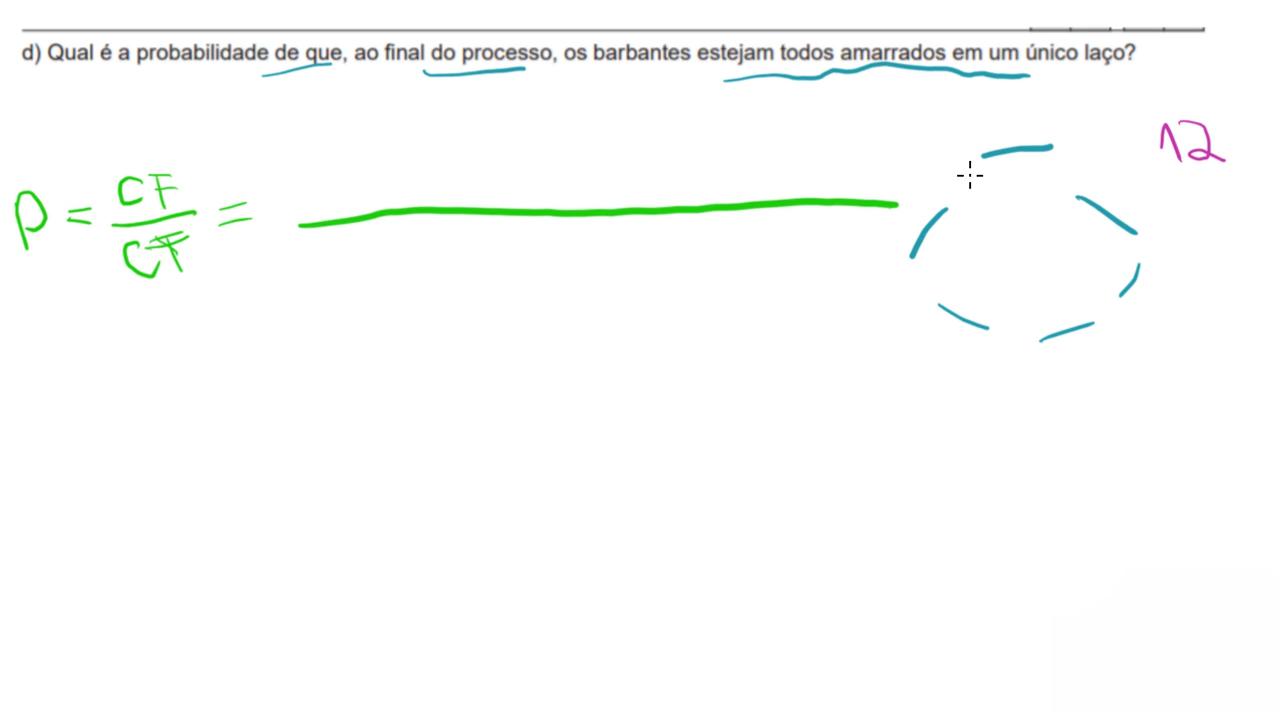 d) Qual é a probabilidade de que, ao final do processo, os barbantes estejam todos amarrados em um único laço?
12
P = CF / CT =